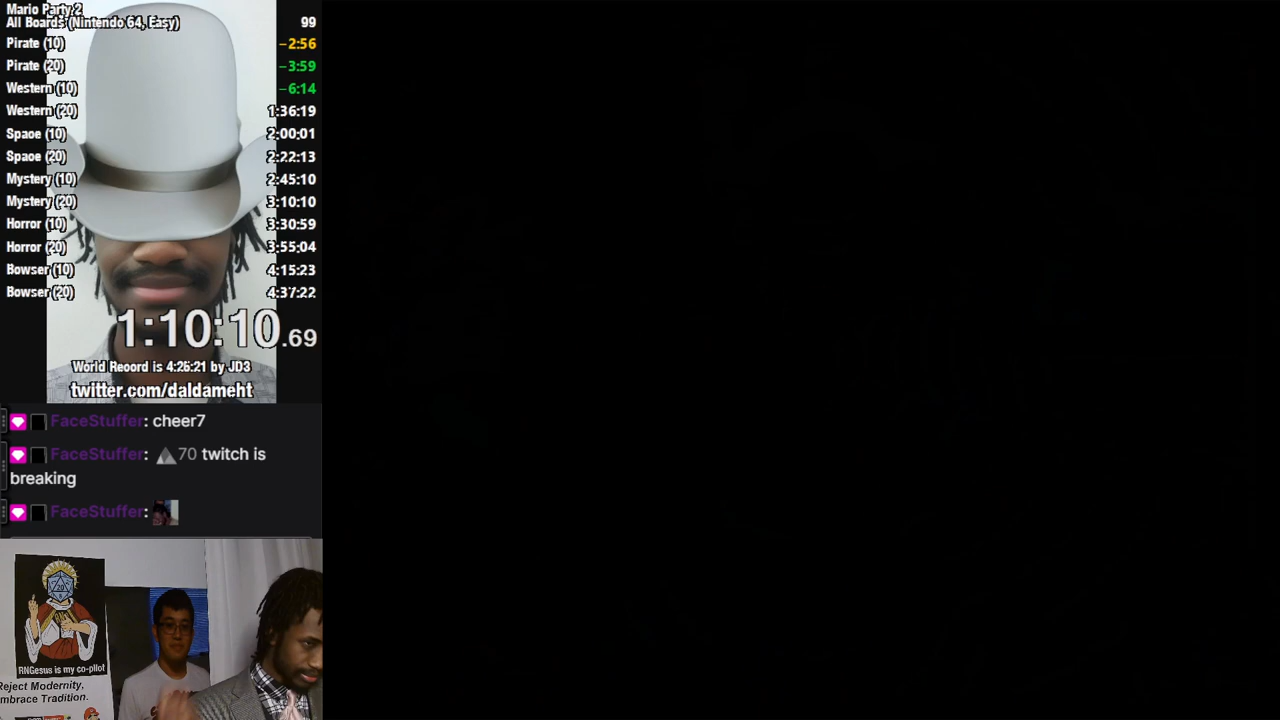 Mario Party 2
All Boards (Nintendo 64, Easy) 99
Pirate (10) −2:56
Pirate (20) −3:59
Western (10) −6:14
Western (20) 1:36:19
Space (10) 2:00:01
Space (20) 2:22:13
Mystery (10) 2:45:10
Mystery (20) 3:10:10
Horror (10) 3:30:59
Horror (20) 3:55:04
Bowser (10) 4:15:23
Bowser (20) 4:37:22
1:10:10.69
World Record is 4:26:21 by JD3
twitter.com/daldameht
FaceStuffer: cheer7
FaceStuffer: 70 twitch is
breaking
FaceStuffer:
20
RNGesus is my co-pilot
Reject Modernity,
mbrace Tradition.